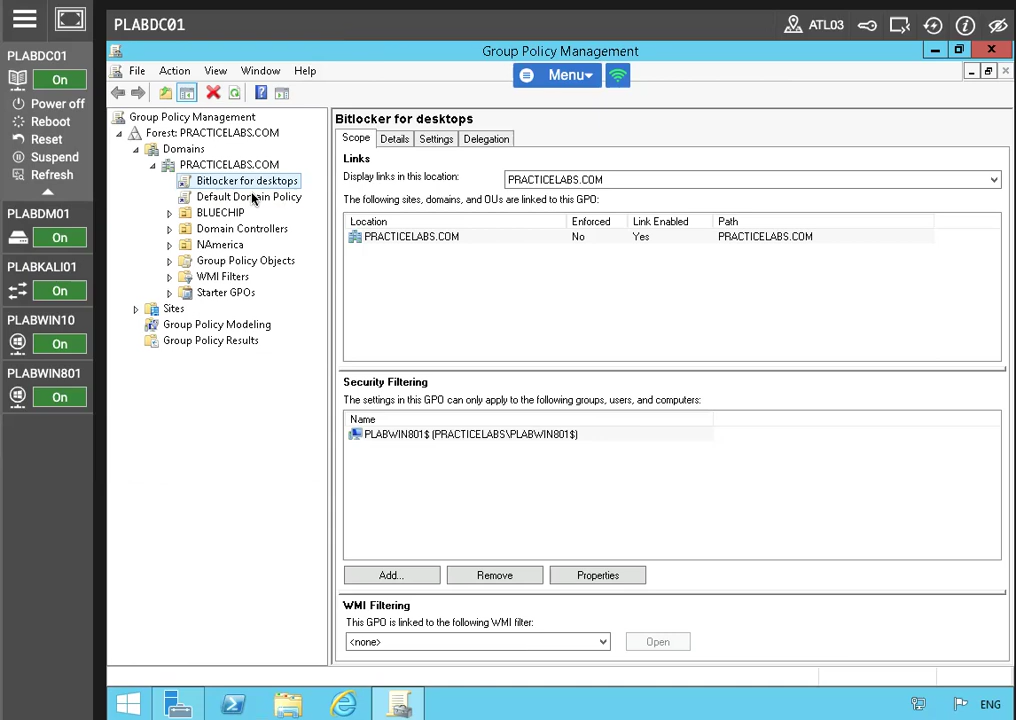 PLABDC01
ATL03
PLABDC01
On
Power off
Reboot
Reset
Suspend
Refresh
PLABDM01
On
PLABKALI01
On
PLABWIN10
On
PLABWIN801
On
Group Policy Management
File Action View Window Help
Menu
Group Policy Management
Forest: PRACTICELABS.COM
Domains
PRACTICELABS.COM
Bitlocker for desktops
Default Domain Policy
BLUECHIP
Domain Controllers
NAmerica
Group Policy Objects
WMI Filters
Starter GPOs
Sites
Group Policy Modeling
Group Policy Results
Bitlocker for desktops
Scope Details Settings Delegation
Links
Display links in this location: PRACTICELABS.COM
The following sites, domains, and OUs are linked to this GPO:
Location Enforced Link Enabled Path
PRACTICELABS.COM No Yes PRACTICELABS.COM
Security Filtering
The settings in this GPO can only apply to the following groups, users, and computers:
Name
PLABWIN801$ (PRACTICELABS\PLABWIN801$)
Add... Remove Properties
WMI Filtering
This GPO is linked to the following WMI filter:
<none> Open
ENG